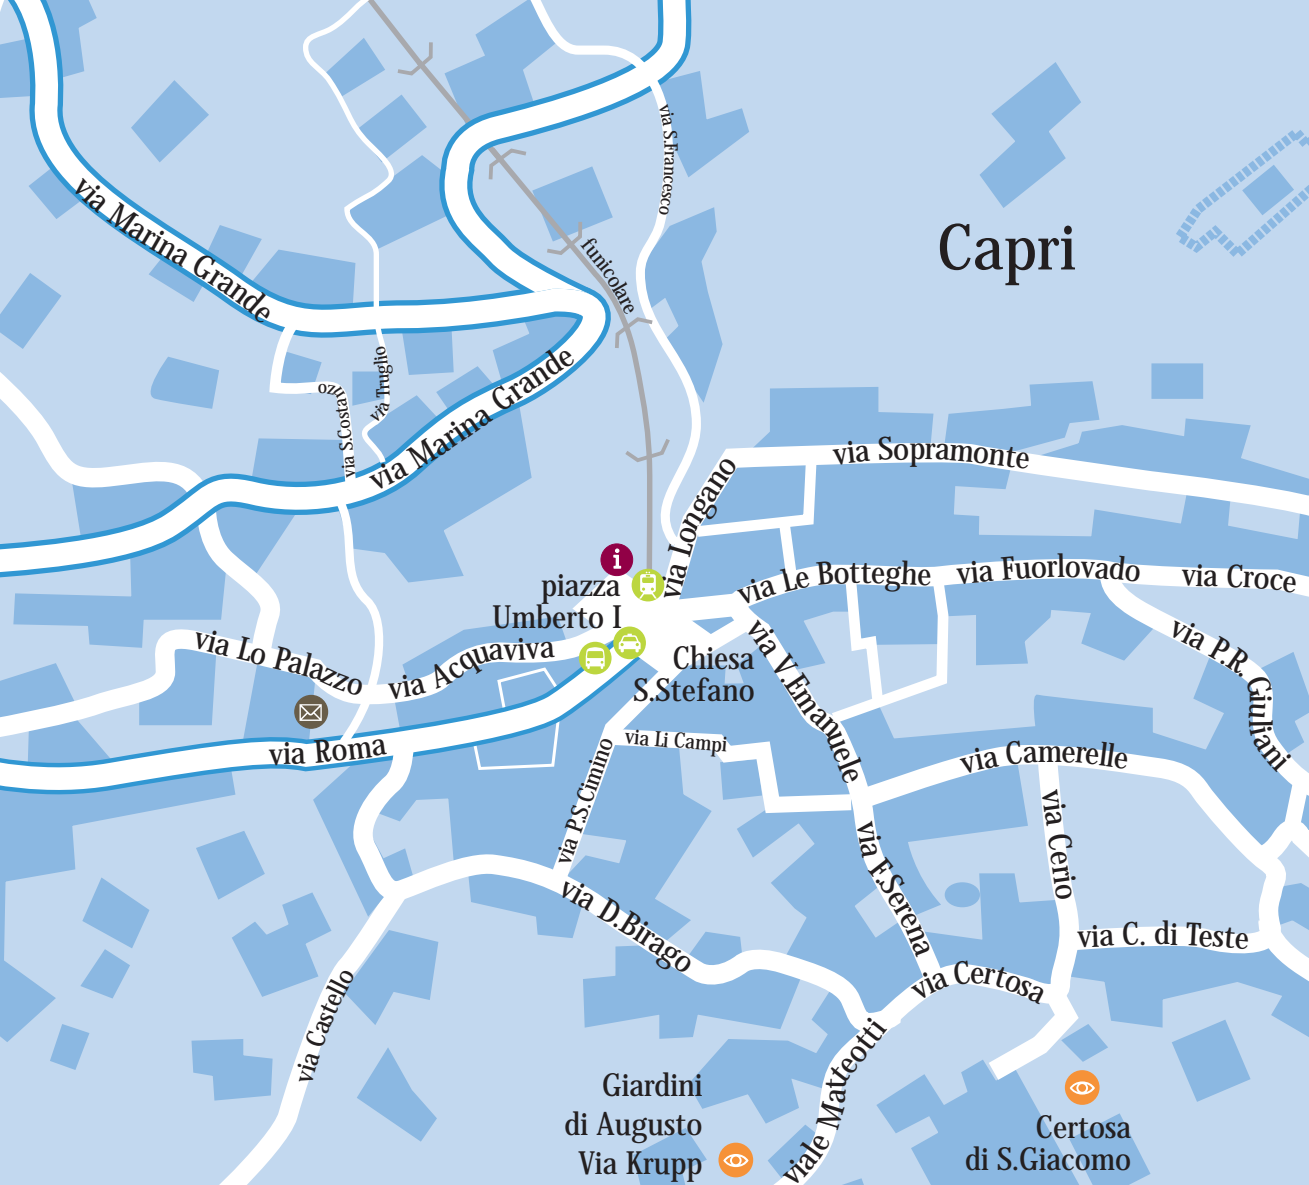 via S.Francesco
via Marina Grande
Capri
funicolare
via S.Costanzo
via Truglio
via Marina Grande
via Sopramonte
via Longano
i
piazza
Umberto I
via Le Botteghe
via Fuorlovado
via Croce
via Lo Palazzo
via Acquaviva
Chiesa
S.Stefano
via V.Emanuele
via P.R. Giuliani
via Roma
via Li Campi
via P.S.Cimino
via Camerelle
via Cerio
via F.Serena
via D.Birago
via C. di Teste
via Castello
via Certosa
viale Matteotti
Giardini
di Augusto
Via Krupp
Certosa
di S.Giacomo